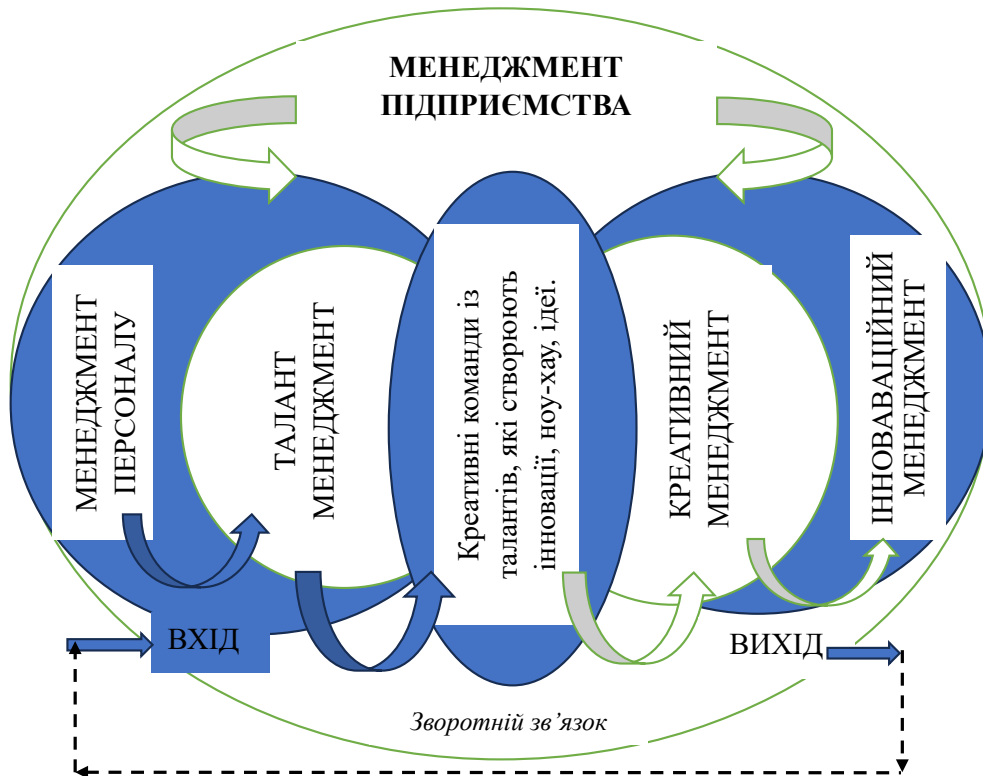 МЕНЕДЖМЕНТ
ПІДПРИЄМСТВА
МЕНЕДЖМЕНТ
ПЕРСОНАЛУ
ТАЛАНТ
МЕНЕДЖМЕНТ
Креативні команди із
талантів, які створюють
інновації, ноу-хау, ідеї.
КРЕАТИВНИЙ
МЕНЕДЖМЕНТ
ІННОВАВАЦІЙНИЙ
МЕНЕДЖМЕНТ
ВХІД
ВИХІД
Зворотній зв’язок